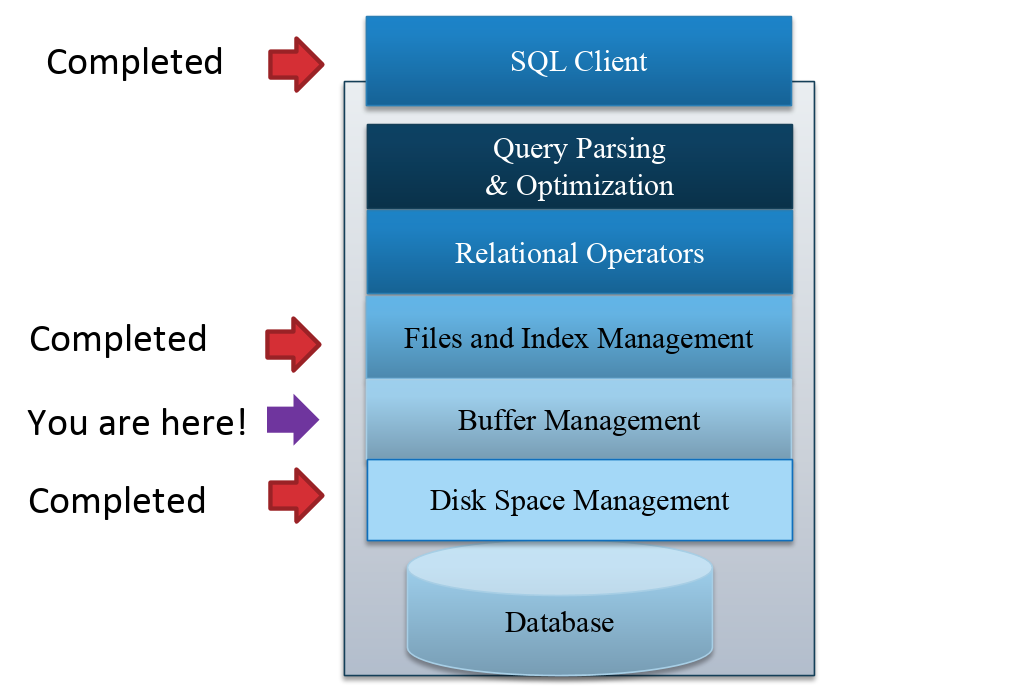 Completed
SQL Client
Query Parsing
& Optimization
Relational Operators
Completed
Files and Index Management
You are here!
Buffer Management
Completed
Disk Space Management
Database